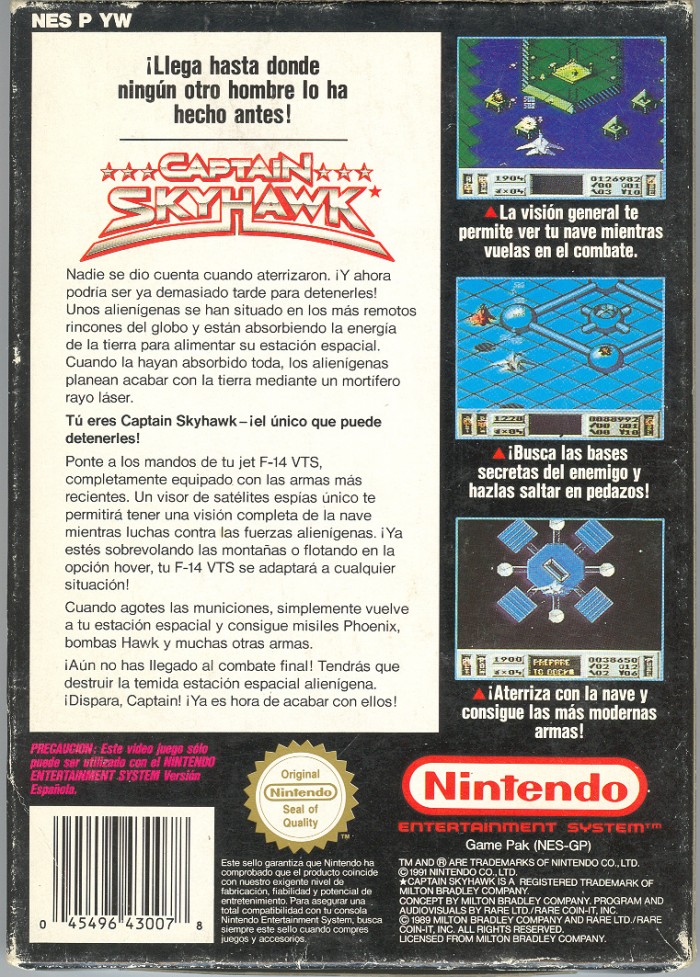 NES P YW
¡Llega hasta donde
ningún otro hombre lo ha
hecho antes!
CAPTAIN
SKYHAWK
Nadie se dio cuenta cuando aterrizaron. ¡Y ahora
podría ser ya demasiado tarde para detenerles!
Unos alienígenas se han situado en los más remotos
rincones del globo y están absorbiendo la energía
de la tierra para alimentar su estación espacial.
Cuando la hayan absorbido toda, los alienígenas
planean acabar con la tierra mediante un mortífero
rayo láser.
Tú eres Captain Skyhawk – ¡el único que puede
detenerles!
Ponte a los mandos de tu jet F-14 VTS,
completamente equipado con las armas más
recientes. Un visor de satélites espías único te
permitirá tener una visión completa de la nave
mientras luchas contra las fuerzas alienígenas. ¡Ya
estés sobrevolando las montañas o flotando en la
opción hover, tu F-14 VTS se adaptará a cualquier
situación!
Cuando agotes las municiones, simplemente vuelve
a tu estación espacial y consigue misiles Phoenix,
bombas Hawk y muchas otras armas.
¡Aún no has llegado al combate final! Tendrás que
destruir la temida estación espacial alienígena.
¡Dispara, Captain! ¡Ya es hora de acabar con ellos!
1904 0126982
▲La visión general te
permite ver tu nave mientras
vuelas en el combate.
1220 0088992
▲¡Busca las bases
secretas del enemigo y
hazlas saltar en pedazos!
1900 PREPARE 0038650
TO DOCK
▲¡Aterriza con la nave y
consigue las más modernas
armas!
PRECAUCION: Este video juego sólo
puede ser utilizado con el NINTENDO
ENTERTAINMENT SYSTEM Versión
Española.
0 45496 43007 8
Original
Nintendo
Seal of
Quality
TM
Este sello garantiza que Nintendo ha
comprobado que el producto coincide
con nuestro exigente nivel de
fabricación, fiabilidad y potencial de
entretenimiento. Para asegurar una
total compatibilidad con tu consola
Nintendo Entertainment System, busca
siempre este sello cuando compres
juegos y accesorios.
Nintendo®
ENTERTAINMENT SYSTEM™
Game Pak (NES-GP)
TM AND ® ARE TRADEMARKS OF NINTENDO CO., LTD.
© 1991 NINTENDO CO., LTD.
★CAPTAIN SKYHAWK IS A REGISTERED TRADEMARK OF
MILTON BRADLEY COMPANY.
CONCEPT BY MILTON BRADLEY COMPANY. PROGRAM AND
AUDIOVISUALS BY RARE LTD./RARE COIN-IT, INC.
© 1989 MILTON BRADLEY COMPANY AND RARE LTD./RARE
COIN-IT, INC. ALL RIGHTS RESERVED.
LICENSED FROM MILTON BRADLEY COMPANY.